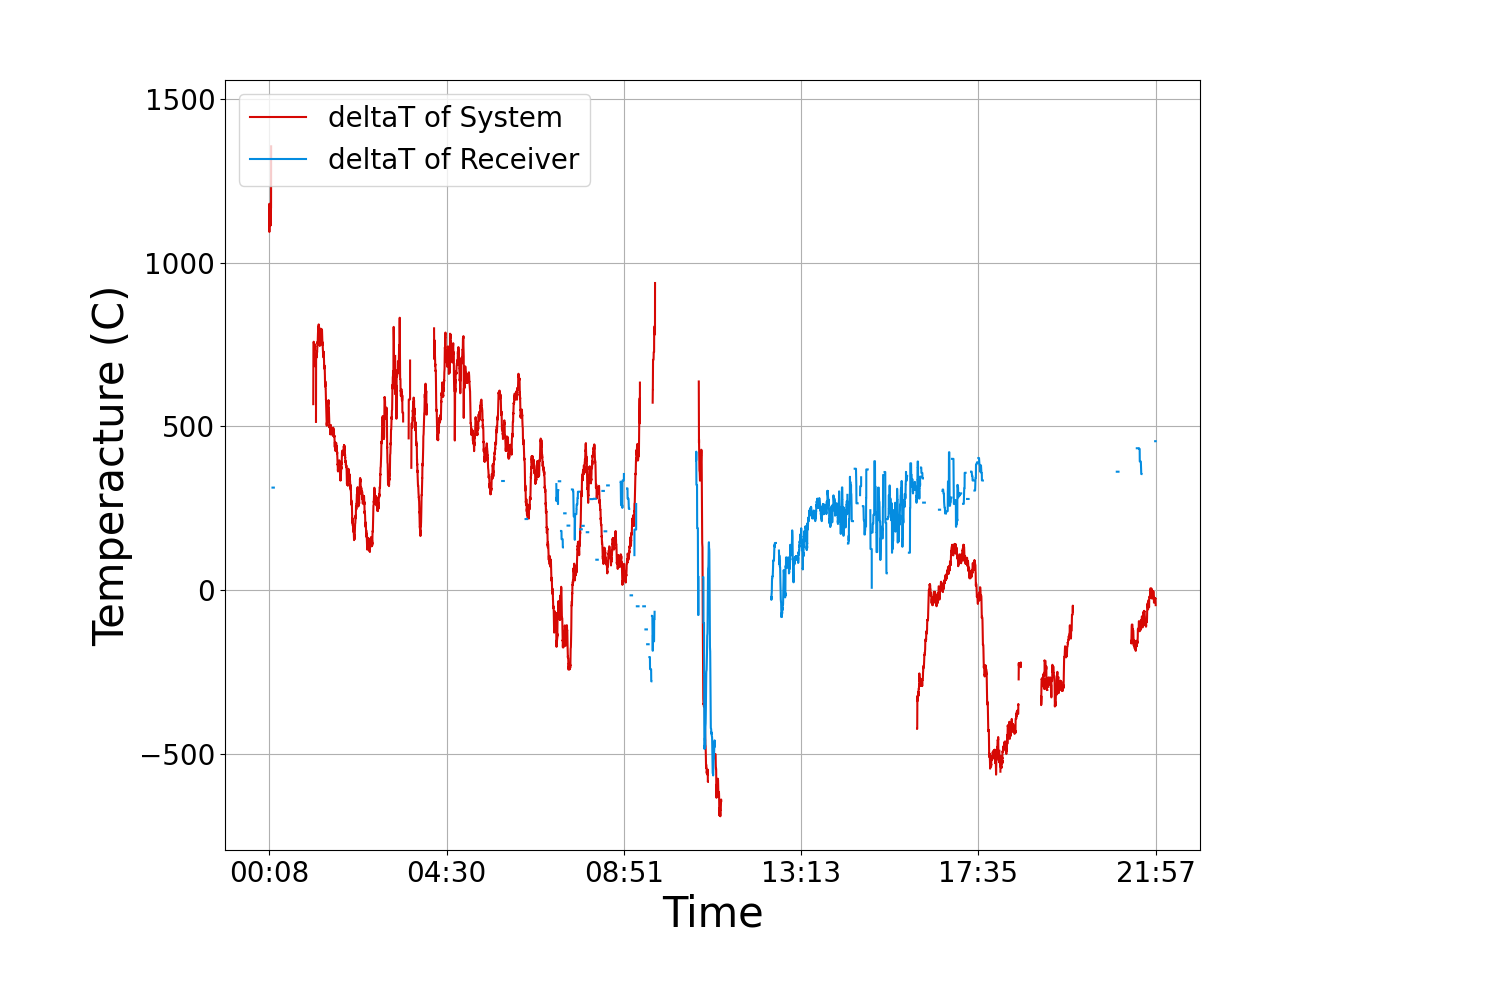 1500
deltaT of System
deltaT of Receiver
1000
500
0
−500
Temperacture (C)
00:08 04:30 08:51 13:13 17:35 21:57
Time